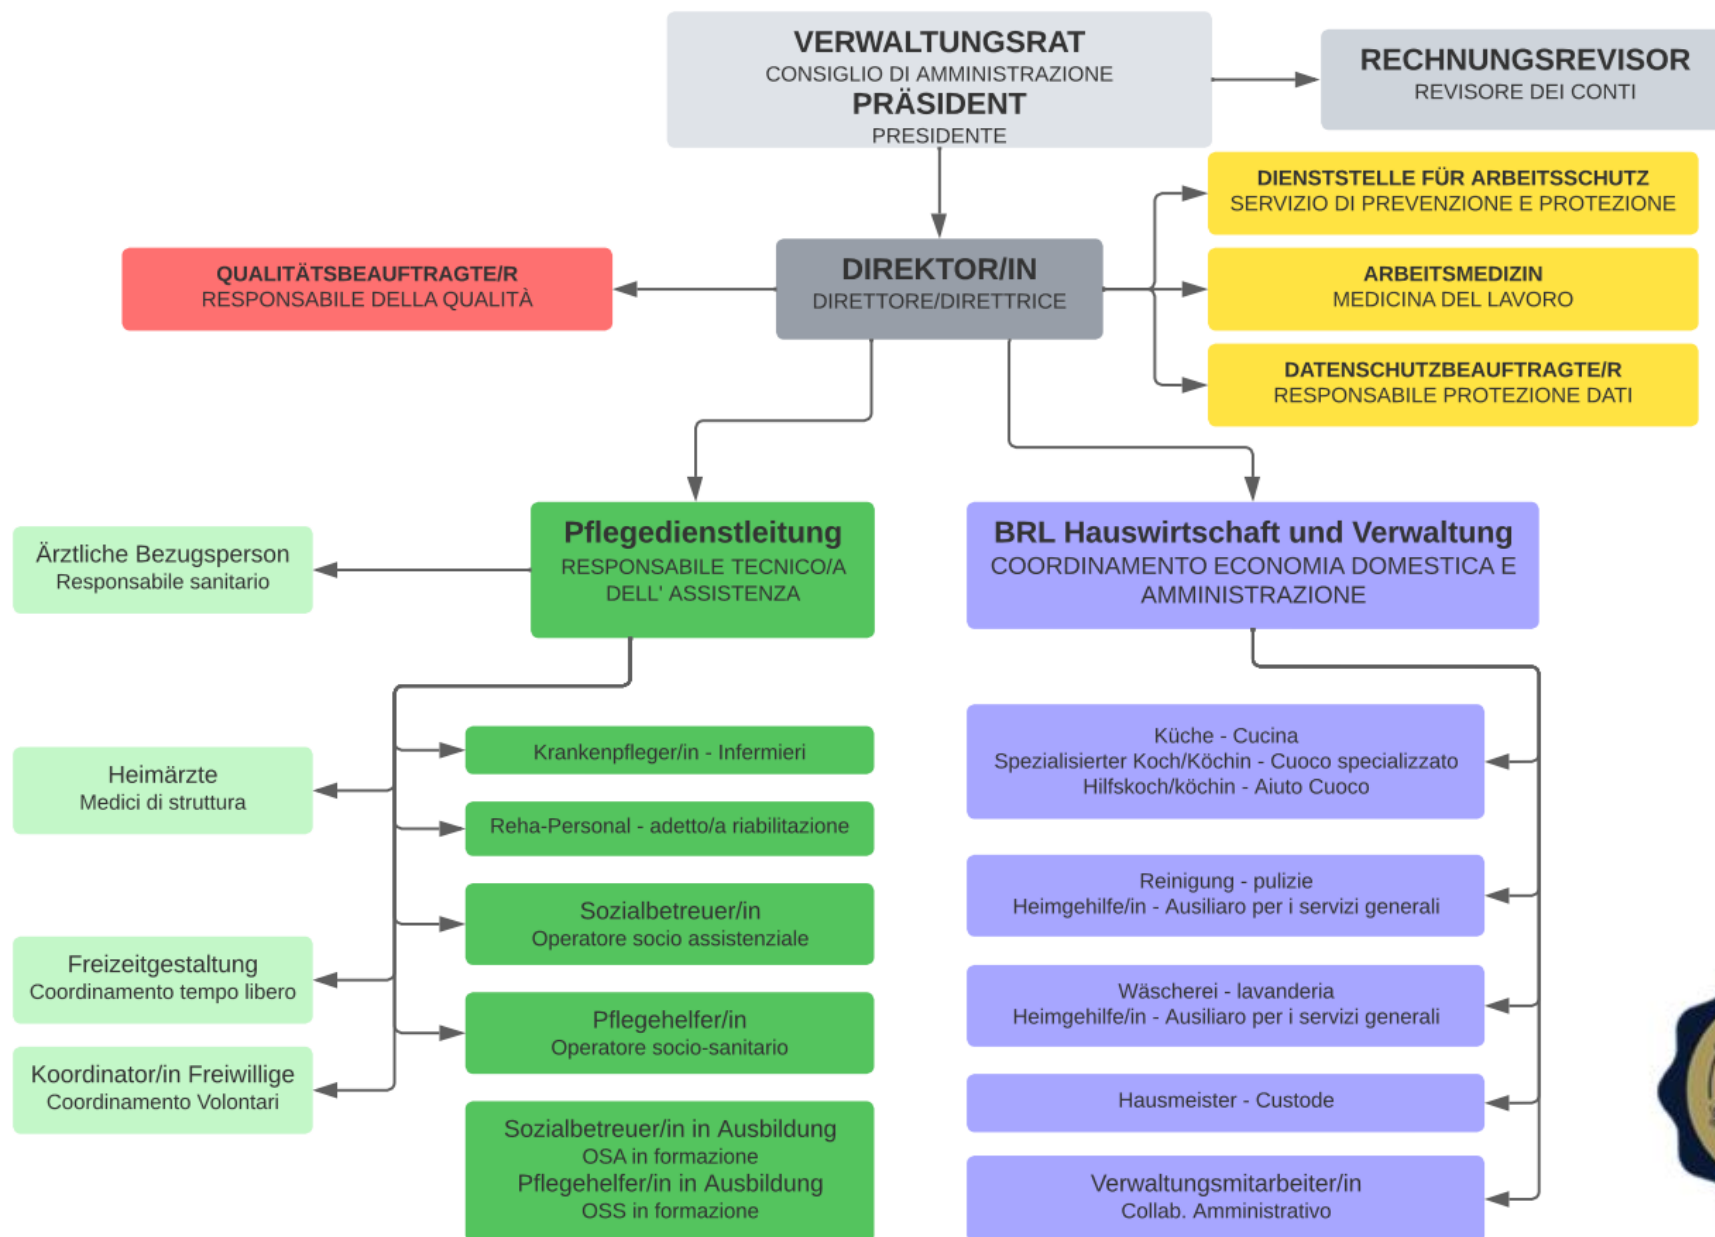 VERWALTUNGSRAT
CONSIGLIO DI AMMINISTRAZIONE
PRÄSIDENT
PRESIDENTE
RECHNUNGSREVISOR
REVISORE DEI CONTI
DIENSTSTELLE FÜR ARBEITSSCHUTZ
SERVIZIO DI PREVENZIONE E PROTEZIONE
QUALITÄTSBEAUFTRAGTE/R
RESPONSABILE DELLA QUALITÀ
DIREKTOR/IN
DIRETTORE/DIRETTRICE
ARBEITSMEDIZIN
MEDICINA DEL LAVORO
DATENSCHUTZBEAUFTRAGTE/R
RESPONSABILE PROTEZIONE DATI
Ärztliche Bezugsperson
Responsabile sanitario
Pflegedienstleitung
RESPONSABILE TECNICO/A
DELL' ASSISTENZA
BRL Hauswirtschaft und Verwaltung
COORDINAMENTO ECONOMIA DOMESTICA E
AMMINISTRAZIONE
Heimärzte
Medici di struttura
Freizeitgestaltung
Coordinamento tempo libero
Koordinator/in Freiwillige
Coordinamento Volontari
Krankenpfleger/in - Infermieri
Reha-Personal - adetto/a riabilitazione
Sozialbetreuer/in
Operatore socio assistenziale
Pflegehelfer/in
Operatore socio-sanitario
Sozialbetreuer/in in Ausbildung
OSA in formazione
Pflegehelfer/in in Ausbildung
OSS in formazione
Küche - Cucina
Spezialisierter Koch/Köchin - Cuoco specializzato
Hilfskoch/köchin - Aiuto Cuoco
Reinigung - pulizie
Heimgehilfe/in - Ausiliaro per i servizi generali
Wäscherei - lavanderia
Heimgehilfe/in - Ausiliaro per i servizi generali
Hausmeister - Custode
Verwaltungsmitarbeiter/in
Collab. Amministrativo